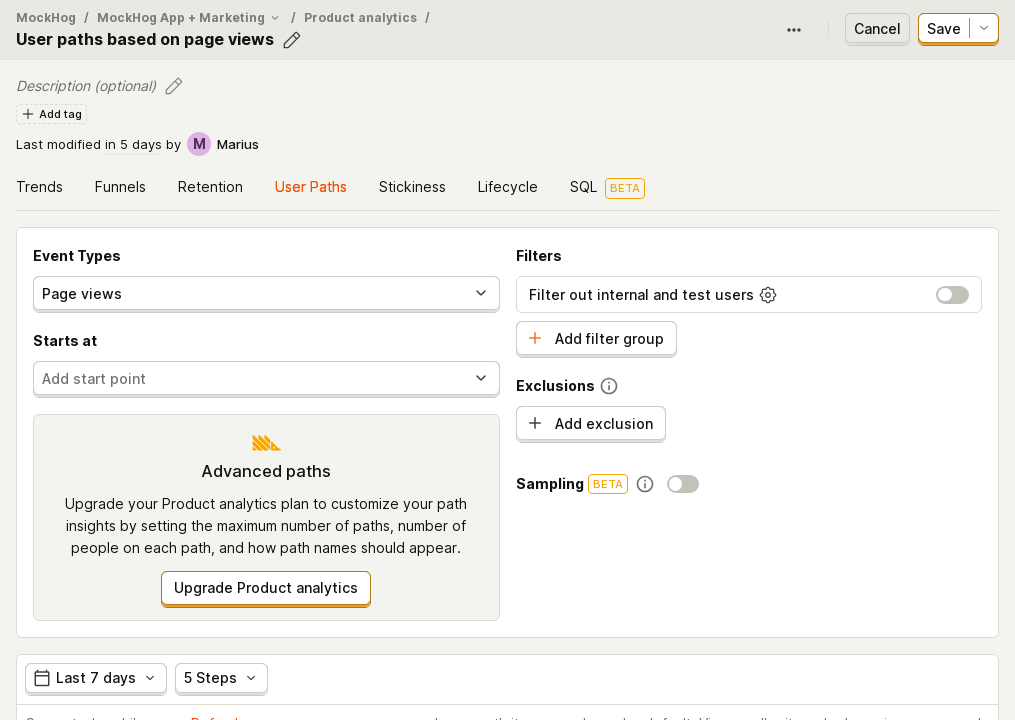 MockHog / MockHog App + Marketing / Product analytics /
User paths based on page views
Cancel
Save
Description (optional)
Add tag
Last modified in 5 days by M Marius
Trends Funnels Retention User Paths Stickiness Lifecycle SQL BETA
Event Types
Page views
Starts at
Add start point
Advanced paths
Upgrade your Product analytics plan to customize your path
insights by setting the maximum number of paths, number of
people on each path, and how path names should appear.
Upgrade Product analytics
Filters
Filter out internal and test users
Add filter group
Exclusions
Add exclusion
Sampling BETA
Last 7 days
5 Steps